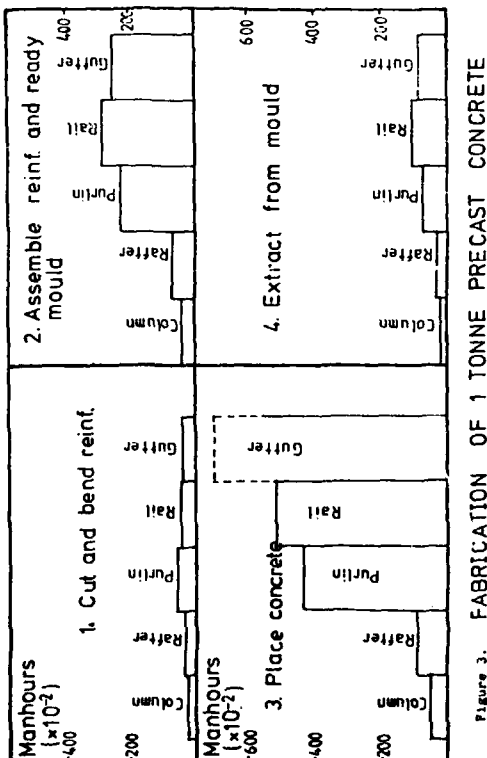 Manhours
(×10⁻²)
400
200
1. Cut and bend reinf.
Column
Rafter
Purlin
Rail
Gutter
2. Assemble reinf. and ready
mould
400
200
Column
Rafter
Purlin
Rail
Gutter
Manhours
(×10⁻²)
600
400
200
3. Place concrete
Column
Rafter
Purlin
Rail
Gutter
4. Extract from mould
600
400
200
Column
Rafter
Purlin
Rail
Gutter
Figure 3. FABRICATION OF 1 TONNE PRECAST CONCRETE